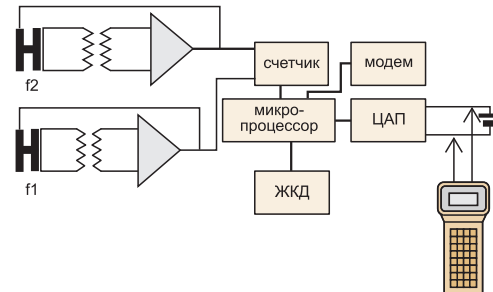 f2
счетчик
модем
микро-
процессор
ЦАП
f1
ЖКД